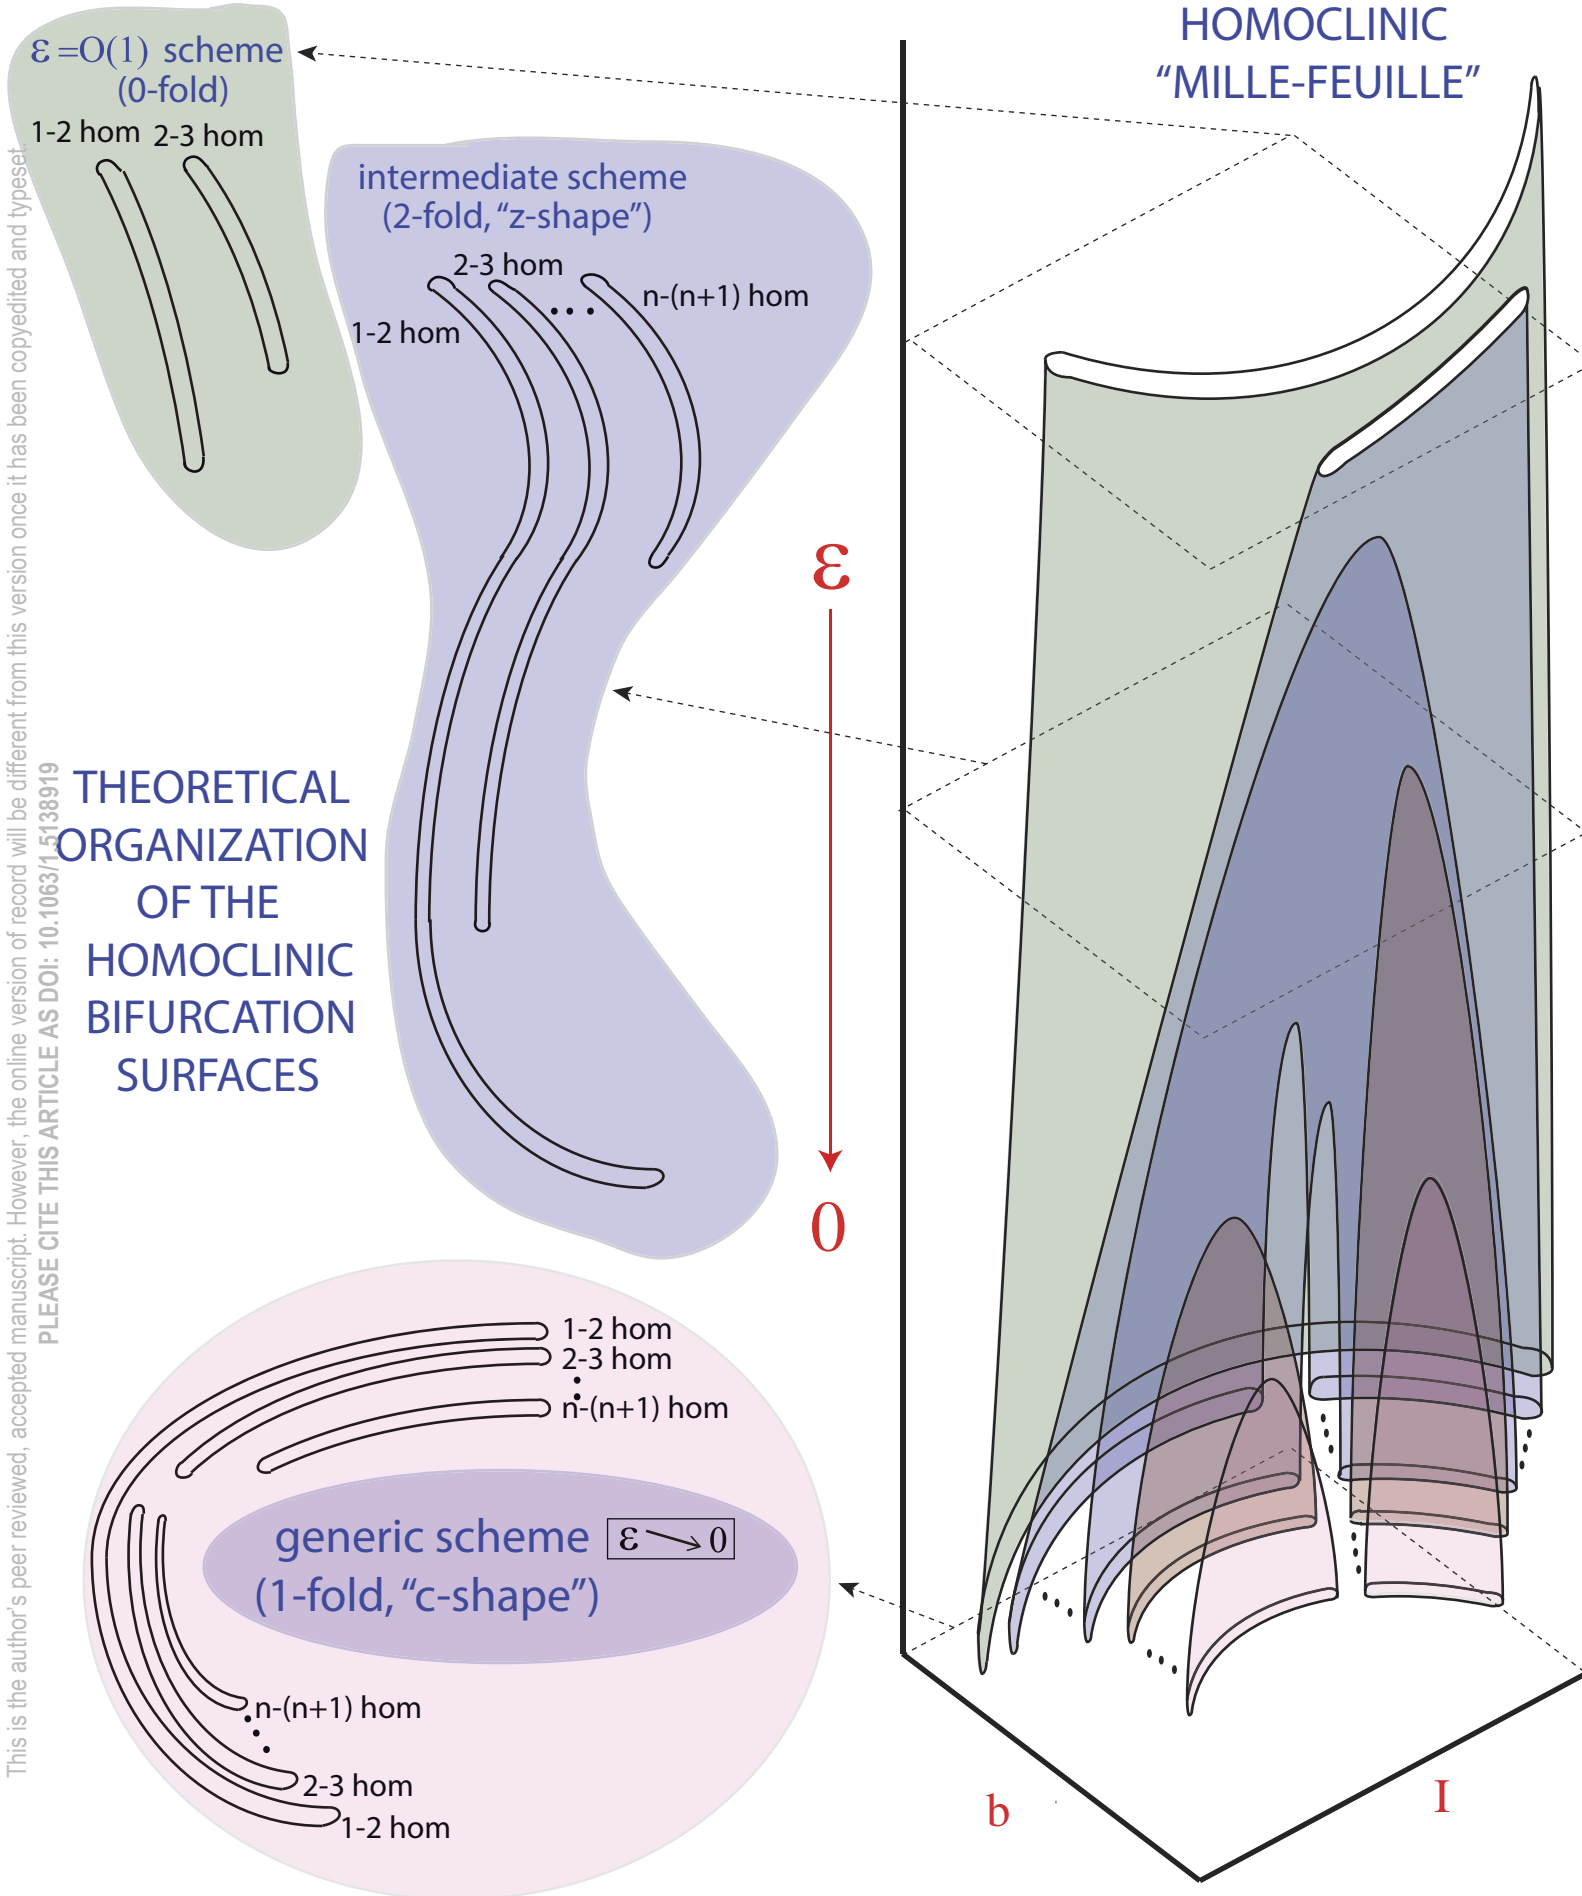 HOMOCLINIC
“MILLE-FEUILLE”
ε =O(1) scheme
(0-fold)
1-2 hom 2-3 hom
intermediate scheme
(2-fold, “z-shape”)
2-3 hom
n-(n+1) hom
1-2 hom
ε
0
THEORETICAL
ORGANIZATION
OF THE
HOMOCLINIC
BIFURCATION
SURFACES
1-2 hom
2-3 hom
n-(n+1) hom
generic scheme ε ↘ 0
(1-fold, “c-shape”)
n-(n+1) hom
2-3 hom
1-2 hom
b
I
This is the author's peer reviewed, accepted manuscript. However, the online version of record will be different from this version once it has been copyedited and typeset.
PLEASE CITE THIS ARTICLE AS DOI: 10.1063/1.5138919